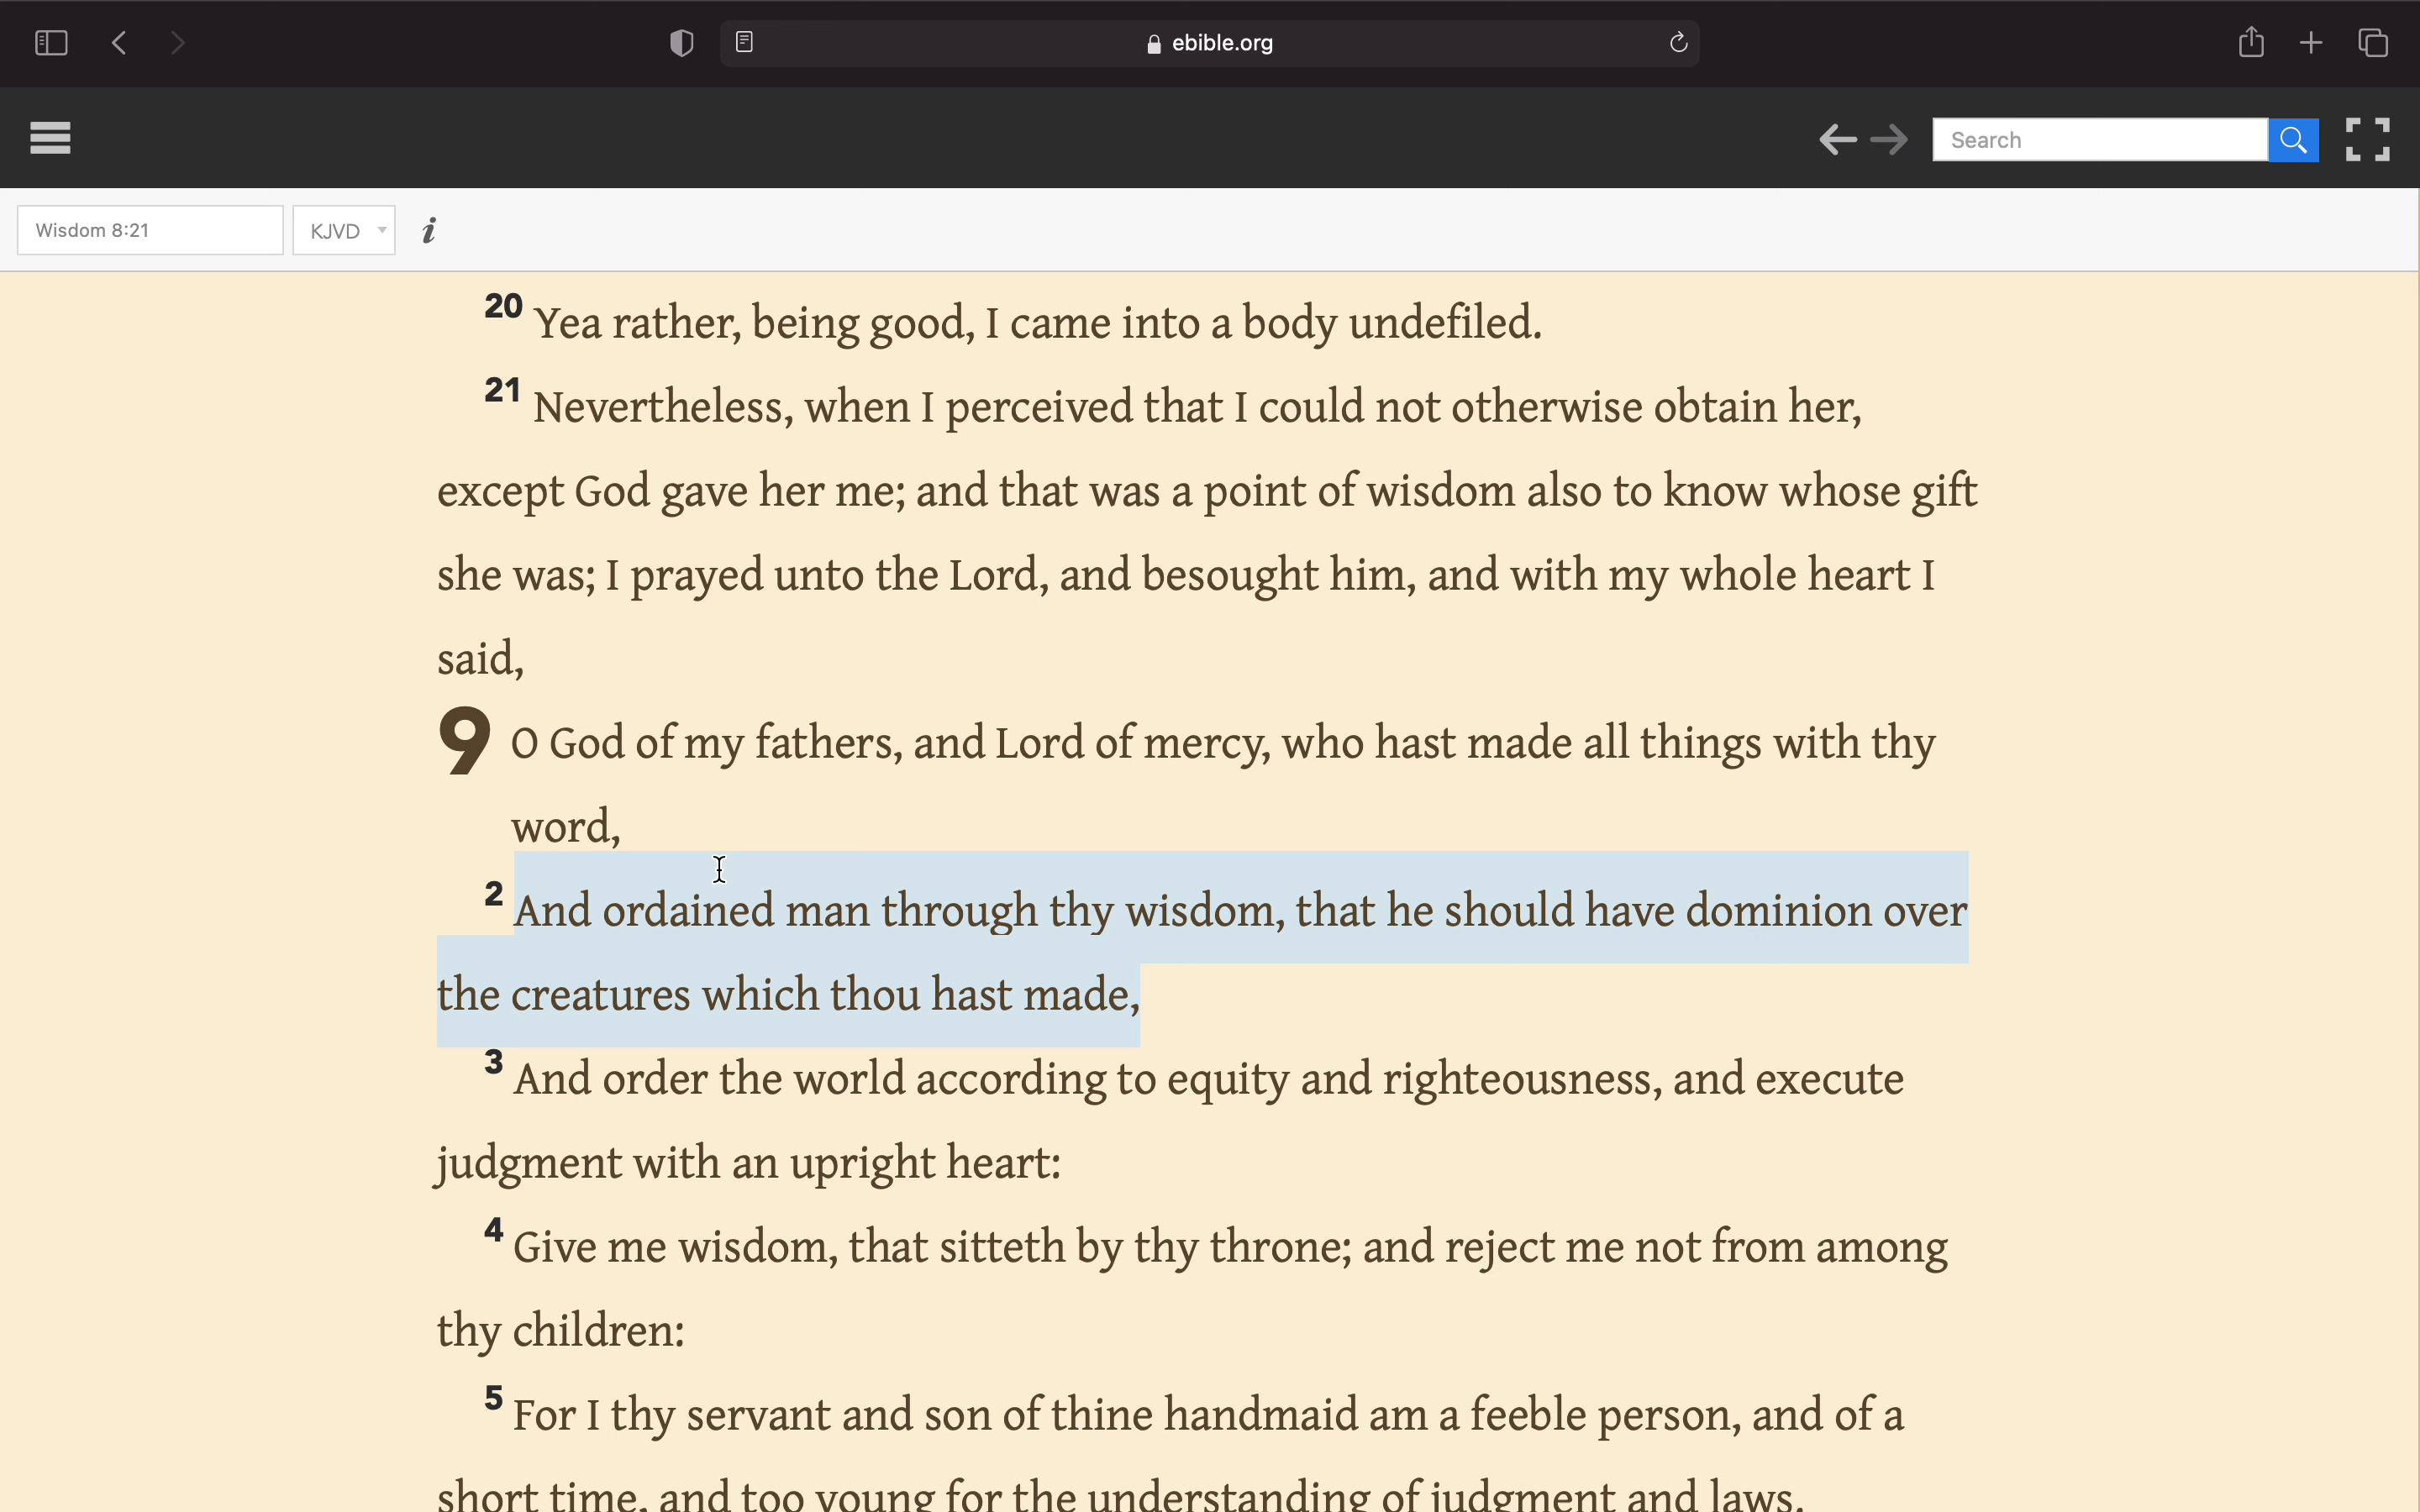 ebible.org
Search
Wisdom 8:21
KJVD
i
20 Yea rather, being good, I came into a body undefiled.
21 Nevertheless, when I perceived that I could not otherwise obtain her,
except God gave her me; and that was a point of wisdom also to know whose gift
she was; I prayed unto the Lord, and besought him, and with my whole heart I
said,
9 O God of my fathers, and Lord of mercy, who hast made all things with thy
word,
2 And ordained man through thy wisdom, that he should have dominion over
the creatures which thou hast made,
3 And order the world according to equity and righteousness, and execute
judgment with an upright heart:
4 Give me wisdom, that sitteth by thy throne; and reject me not from among
thy children:
5 For I thy servant and son of thine handmaid am a feeble person, and of a
short time, and too young for the understanding of judgment and laws.